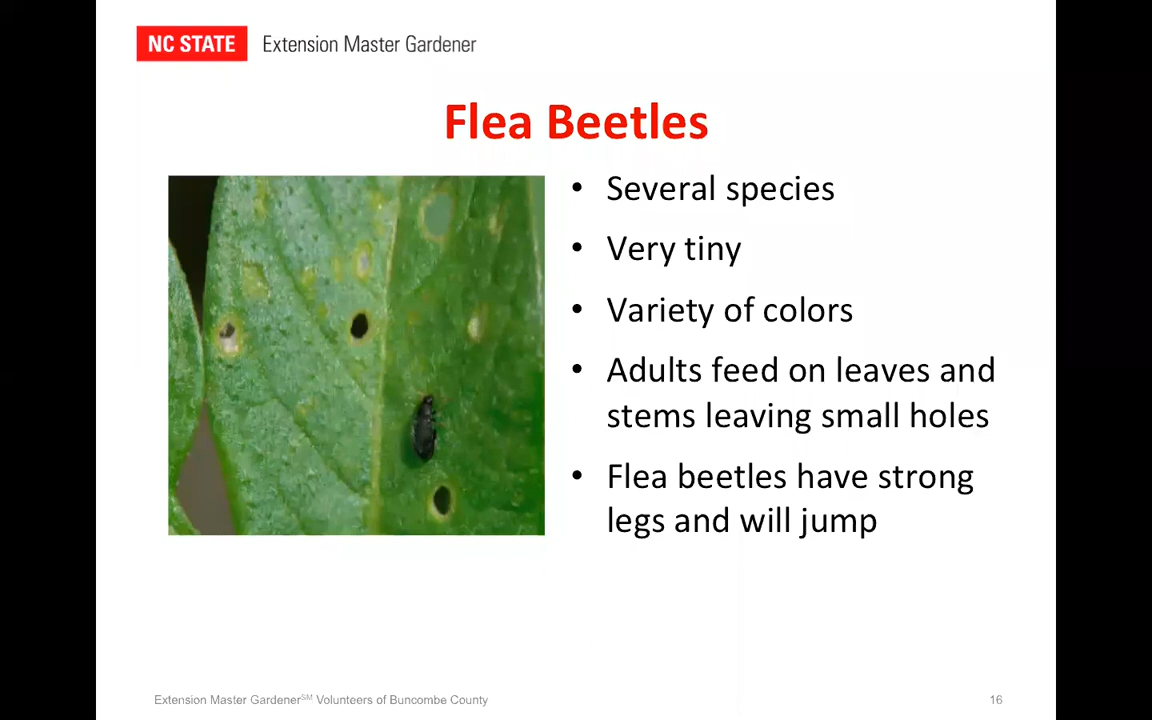 NC STATE Extension Master Gardener
Flea Beetles
• Several species
• Very tiny
• Variety of colors
• Adults feed on leaves and
stems leaving small holes
• Flea beetles have strong
legs and will jump
Extension Master Gardener℠ Volunteers of Buncombe County 16